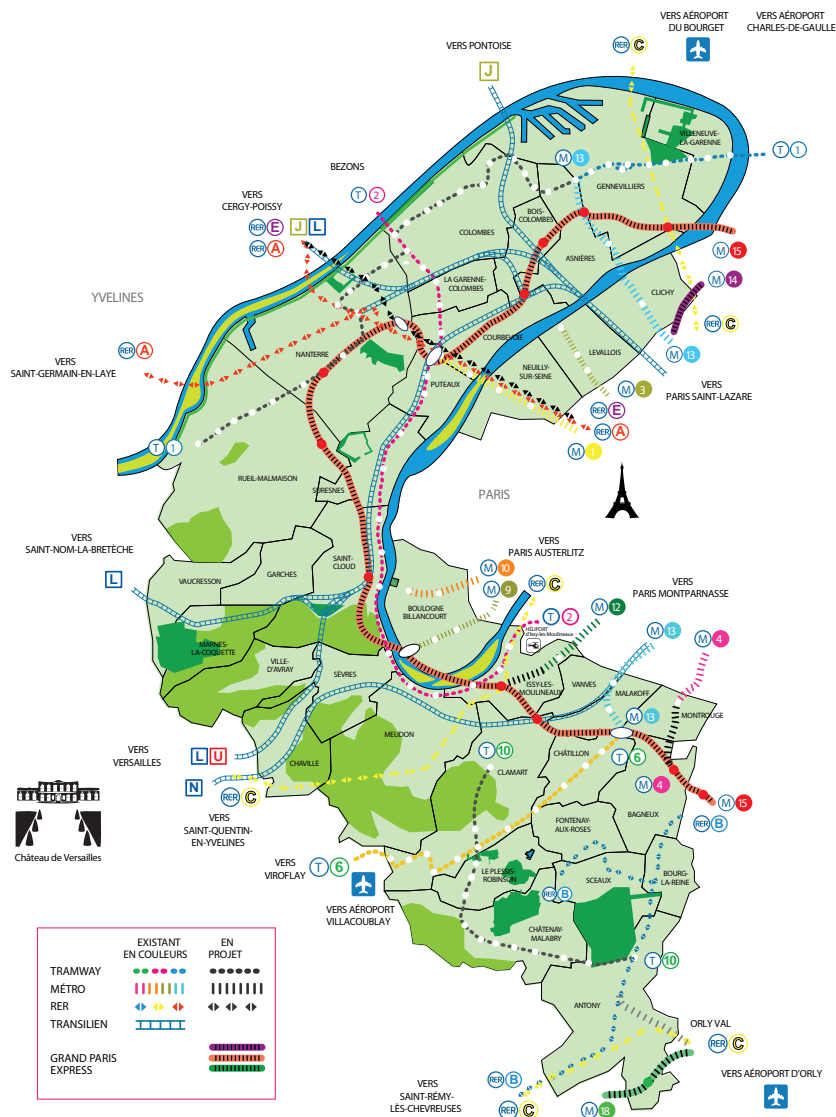 VERS AÉROPORT
DU BOURGET
VERS AÉROPORT
CHARLES-DE-GAULLE
RER C
VERS PONTOISE
J
VILLENEUVE-
LA-GARENNE
T 1
M 13
GENNEVILLIERS
BEZONS
T 2
VERS
CERGY-POISSY
RER E J L
RER A
BOIS-
COLOMBES
COLOMBES
ASNIÈRES
M 15
LA GARENNE-
COLOMBES
CLICHY
M 14
YVELINES
RER C
COURBEVOIE
LEVALLOIS
M 13
NANTERRE
RER A
VERS
SAINT-GERMAIN-EN-LAYE
NEUILLY-
SUR-SEINE
PUTEAUX
VERS
PARIS SAINT-LAZARE
M 3
RER E
RER A
M 1
T 1
RUEIL-MALMAISON
SURESNES
PARIS
VERS
SAINT-NOM-LA-BRETÈCHE
L
VERS
PARIS AUSTERLITZ
SAINT-
CLOUD
GARCHES
VAUCRESSON
M 10
M 9
RER C
VERS
PARIS MONTPARNASSE
BOULOGNE
BILLANCOURT
M 12
T 2
HÉLIPORT
d'Issy-les-Moulineaux
M 13
M 4
MARNES-
LA-COQUETTE
VILLE-
D'AVRAY
SÈVRES
ISSY-LES-
MOULINEAUX
VANVES
MALAKOFF
MONTROUGE
M 13
MEUDON
CHÂTILLON
T 6
T 10
CLAMART
VERS
VERSAILLES
L U
N
RER C
CHAVILLE
M 4
M 15
BAGNEUX
RER B
VERS
SAINT-QUENTIN-
EN-YVELINES
Château de Versailles
FONTENAY-
AUX-ROSES
VERS
VIROFLAY
T 6
LE PLESSIS-
ROBINSON
SCEAUX
BOURG-
LA-REINE
RER B
VERS AÉROPORT
VILLACOUBLAY
CHÂTENAY-
MALABRY
T 10
EXISTANT
EN COULEURS
EN
PROJET
TRAMWAY
MÉTRO
RER
TRANSILIEN
GRAND PARIS
EXPRESS
ANTONY
ORLY VAL
RER C
VERS AÉROPORT D'ORLY
RER B
VERS
SAINT-RÉMY-
LÈS-CHEVREUSES
RER C
M 18